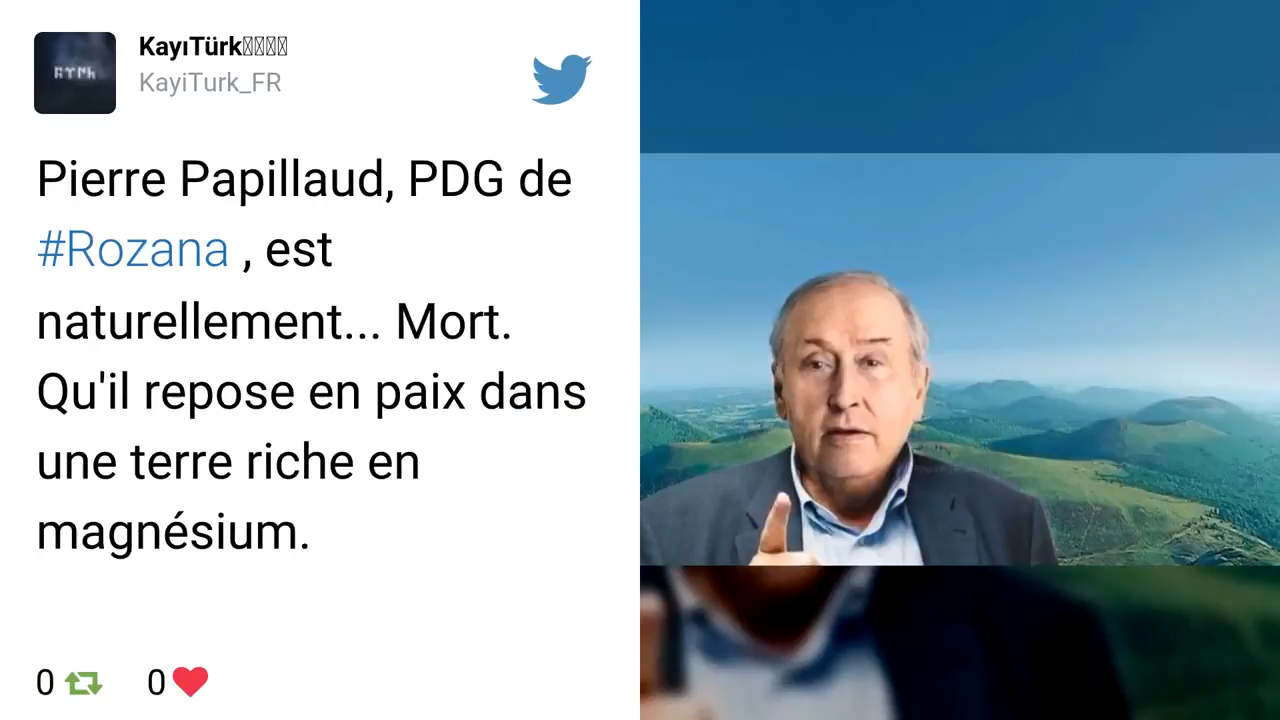 KayıTürk
KayiTurk_FR
Pierre Papillaud, PDG de
#Rozana , est
naturellement... Mort.
Qu'il repose en paix dans
une terre riche en
magnésium.
0
0